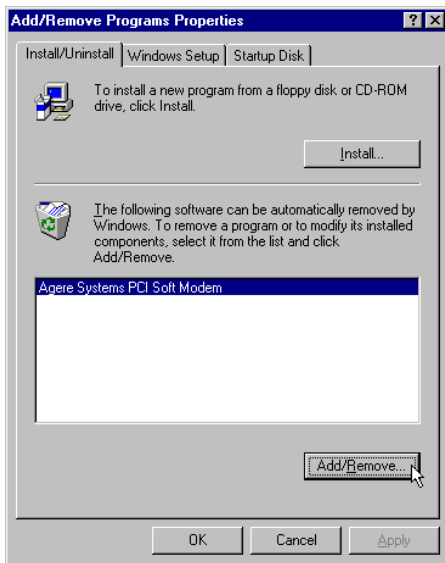 Add/Remove Programs Properties
Install/Uninstall Windows Setup Startup Disk
To install a new program from a floppy disk or CD-ROM
drive, click Install.
Install...
The following software can be automatically removed by
Windows. To remove a program or to modify its installed
components, select it from the list and click
Add/Remove.
Agere Systems PCI Soft Modem
Add/Remove...
OK Cancel Apply